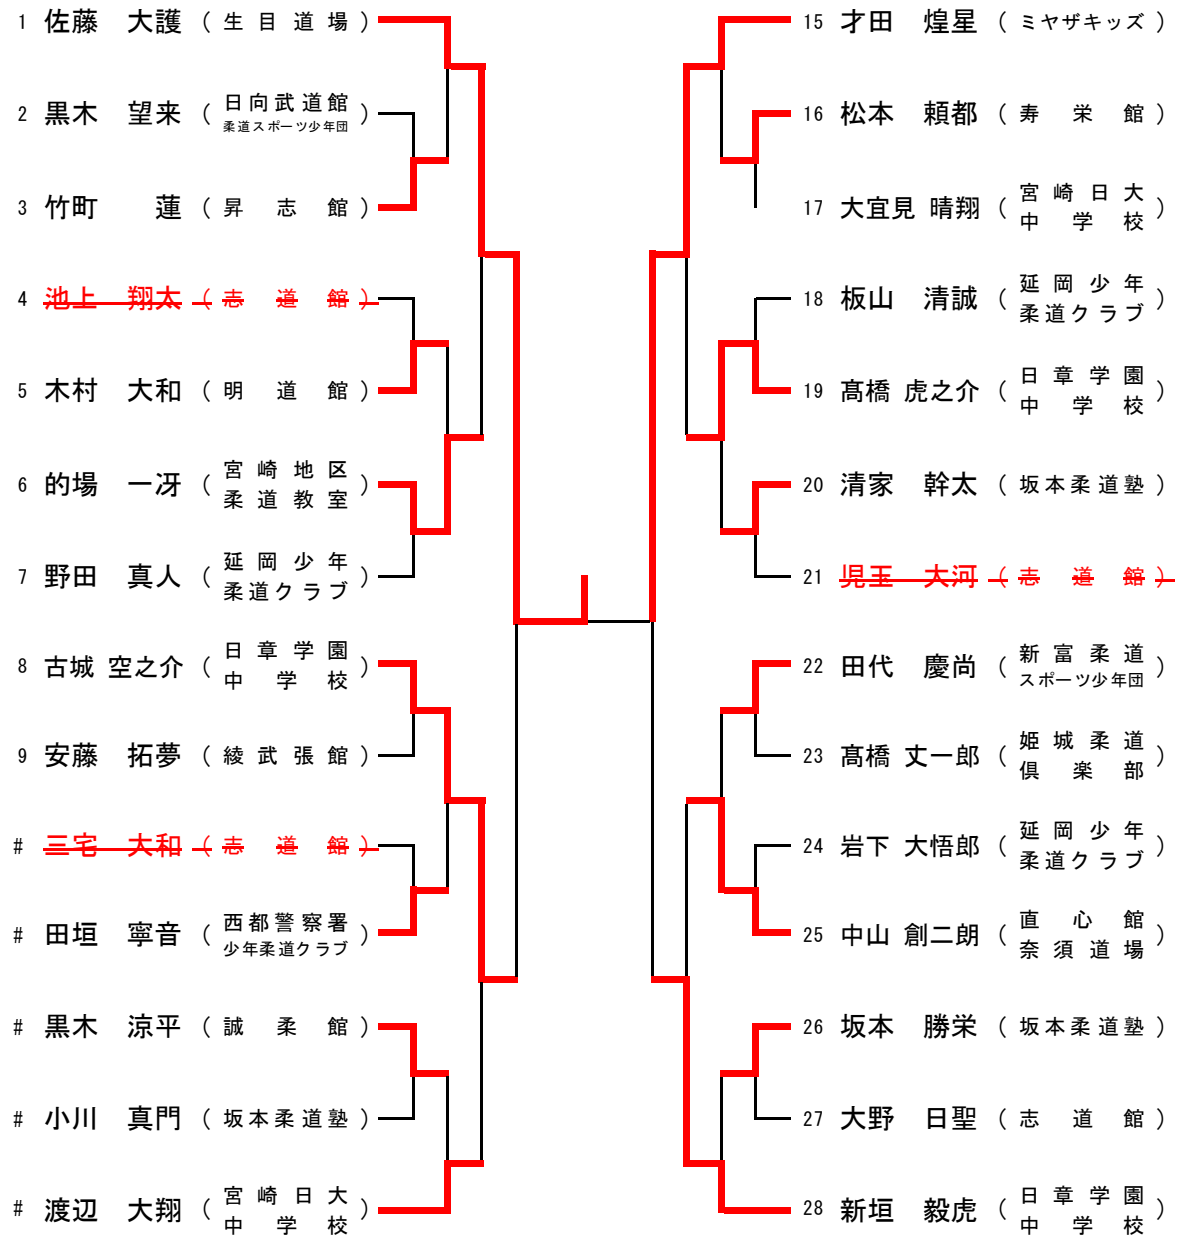 1 佐藤 大護 ( 生目道場 )
2 黒木 望来 ( 日向武道館
柔道スポーツ少年団 )
3 竹町 蓮 ( 昇志館 )
4 池上 翔太 ( 志道館 )
5 木村 大和 ( 明道館 )
6 的場 一冴 ( 宮崎地区
柔道教室 )
7 野田 真人 ( 延岡少年
柔道クラブ )
8 古城 空之介 ( 日章学園
中学校 )
9 安藤 拓夢 ( 綾武張館 )
# 三宅 大和 ( 志道館 )
# 田垣 寧音 ( 西都警察署
少年柔道クラブ )
# 黒木 涼平 ( 誠柔館 )
# 小川 真門 ( 坂本柔道塾 )
# 渡辺 大翔 ( 宮崎日大
中学校 )
15 才田 煌星 ( ミヤザキッズ )
16 松本 頼都 ( 寿栄館 )
17 大宜見 晴翔 ( 宮崎日大
中学校 )
18 板山 清誠 ( 延岡少年
柔道クラブ )
19 髙橋 虎之介 ( 日章学園
中学校 )
20 清家 幹太 ( 坂本柔道塾 )
21 児玉 大河 ( 志道館 )
22 田代 慶尚 ( 新富柔道
スポーツ少年団 )
23 髙橋 丈一郎 ( 姫城柔道
倶楽部 )
24 岩下 大悟郎 ( 延岡少年
柔道クラブ )
25 中山 創二朗 ( 直心館
奈須道場 )
26 坂本 勝栄 ( 坂本柔道塾 )
27 大野 日聖 ( 志道館 )
28 新垣 毅虎 ( 日章学園
中学校 )